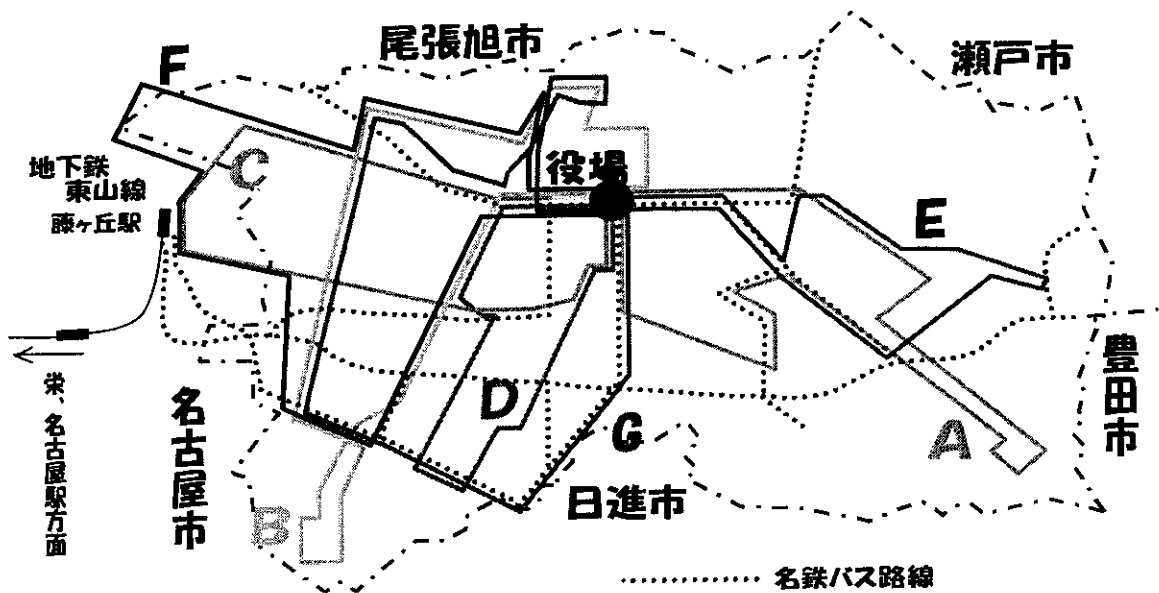 尾張旭市
瀬戸市
F
C
地下鉄
東山線
藤ヶ丘駅
役場
E
栄、名古屋駅方面
名古屋市
B
D
G
日進市
A
豊田市
名鉄バス路線